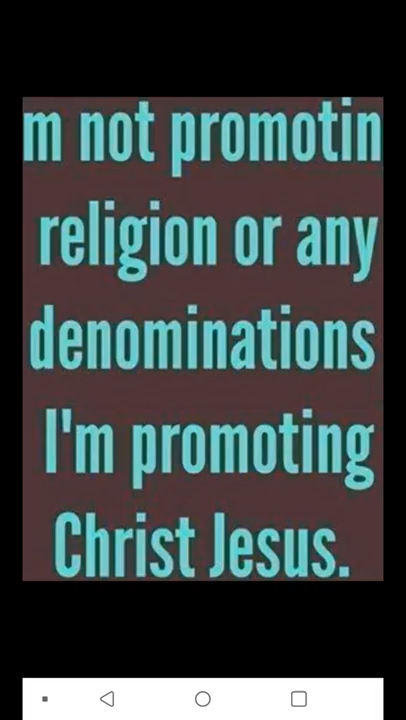 m not promotin
religion or any
denominations
I'm promoting
Christ Jesus.